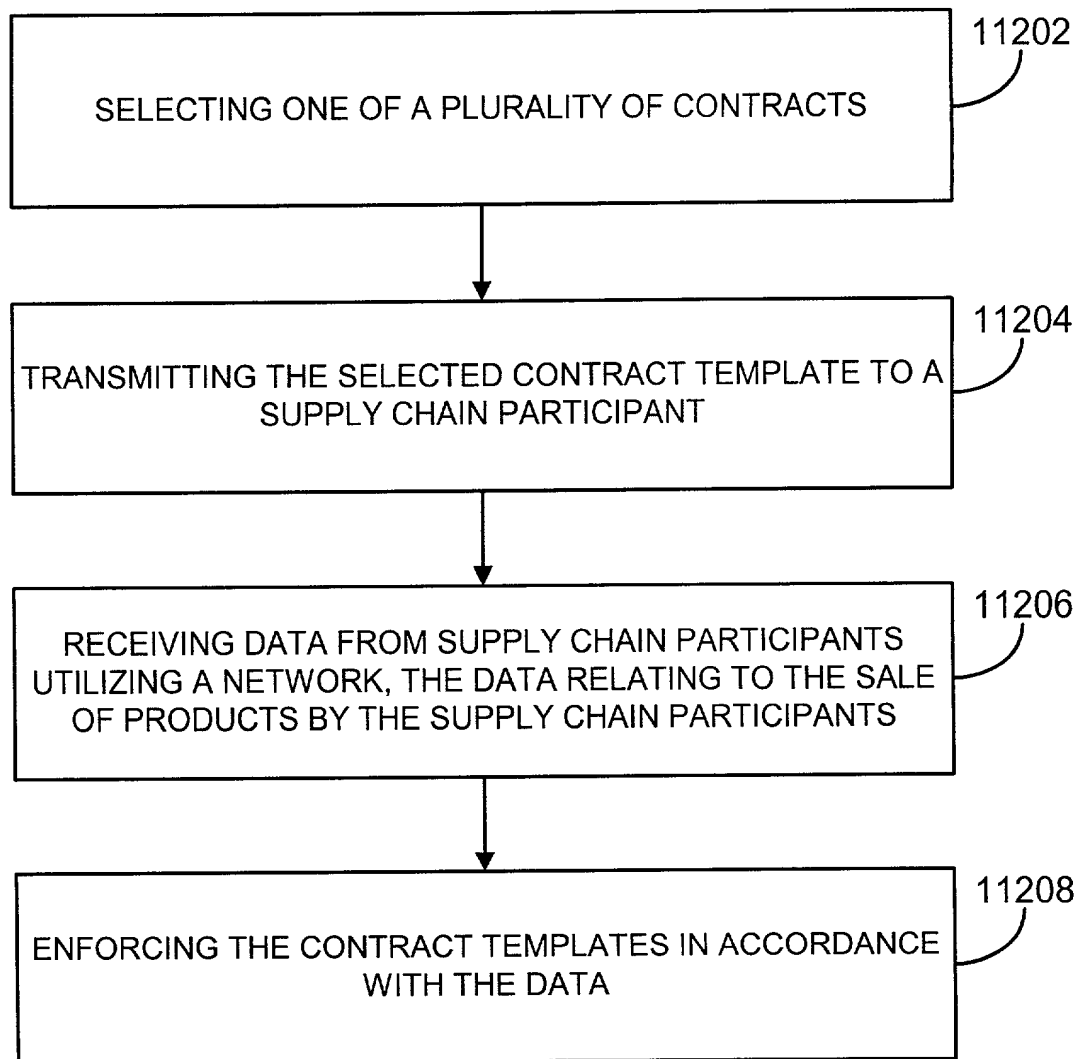 11202
SELECTING ONE OF A PLURALITY OF CONTRACTS
11204
TRANSMITTING THE SELECTED CONTRACT TEMPLATE TO A
SUPPLY CHAIN PARTICIPANT
11206
RECEIVING DATA FROM SUPPLY CHAIN PARTICIPANTS
UTILIZING A NETWORK, THE DATA RELATING TO THE SALE
OF PRODUCTS BY THE SUPPLY CHAIN PARTICIPANTS
11208
ENFORCING THE CONTRACT TEMPLATES IN ACCORDANCE
WITH THE DATA